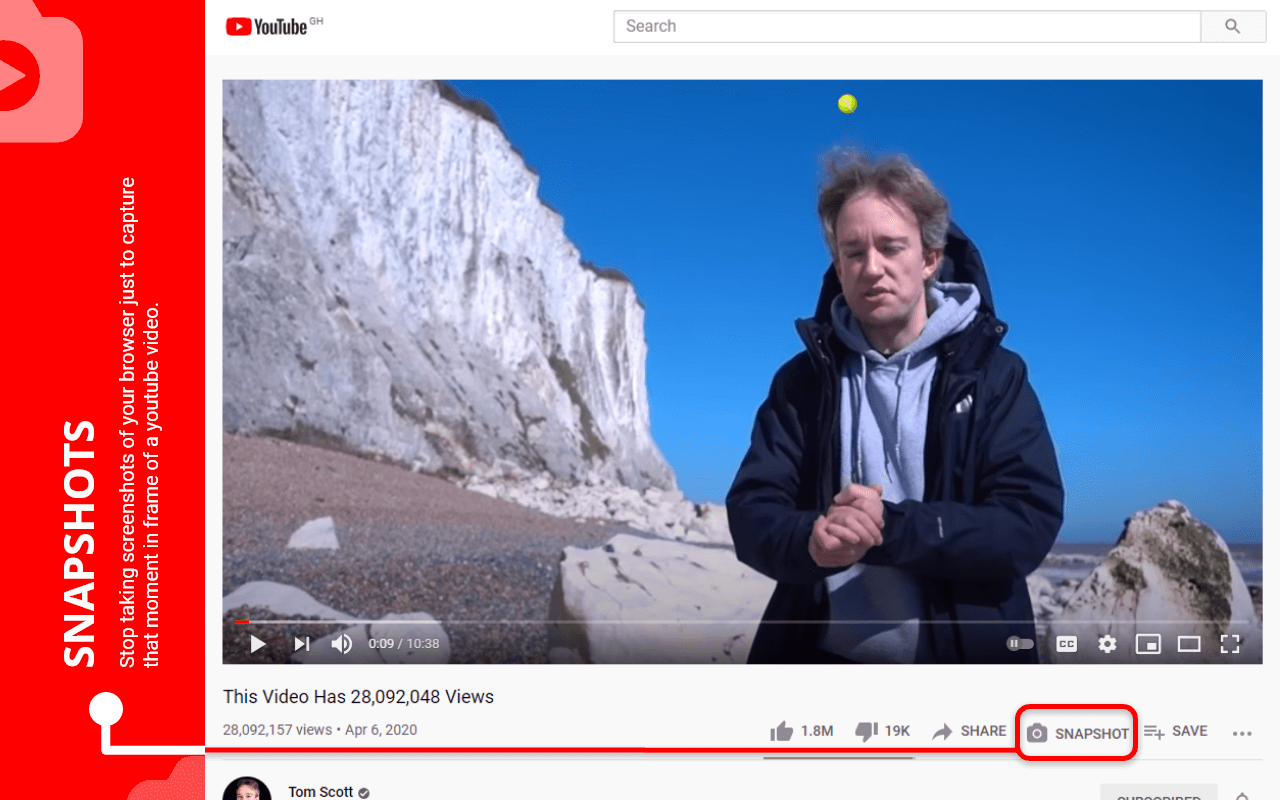 SNAPSHOTS
Stop taking screenshots of your browser just to capture
that moment in frame of a youtube video.
YouTube GH
Search
0:09 / 10:38
CC
This Video Has 28,092,048 Views
28,092,157 views • Apr 6, 2020
1.8M
19K
SHARE
SNAPSHOT
SAVE
Tom Scott
SUBSCRIBED